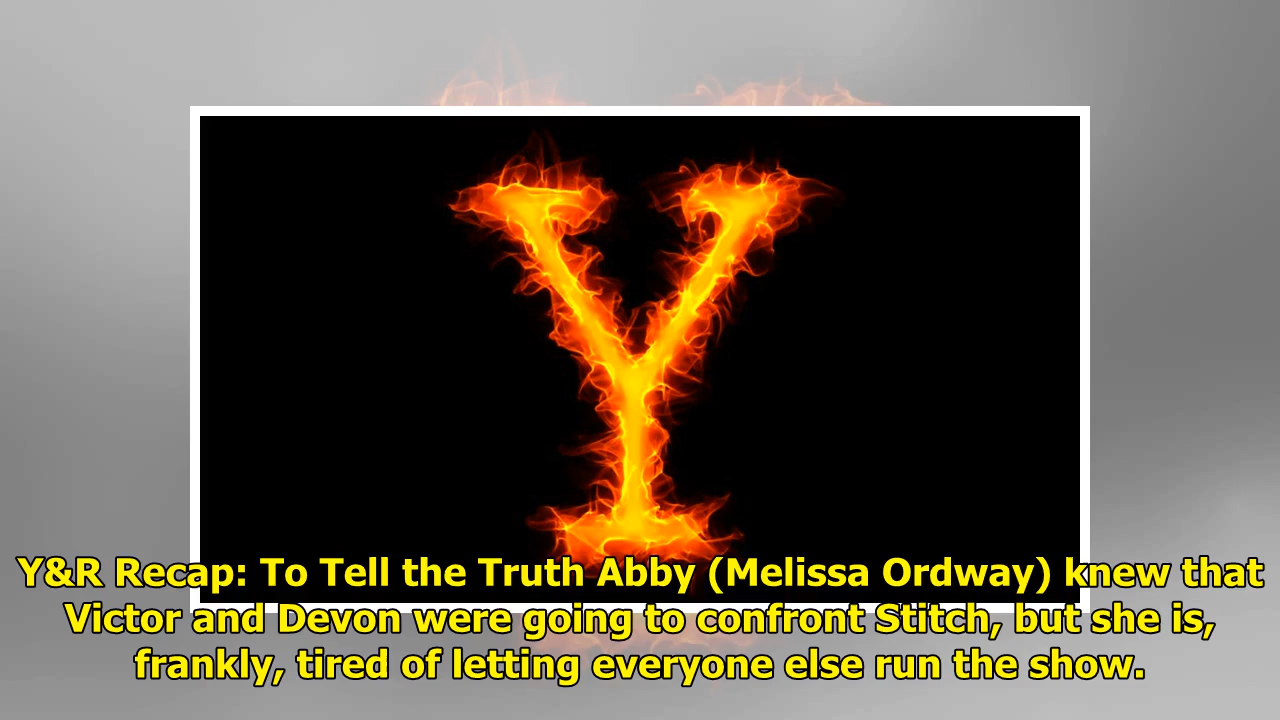 Y
Y&R Recap: To Tell the Truth Abby (Melissa Ordway) knew that
Victor and Devon were going to confront Stitch, but she is,
frankly, tired of letting everyone else run the show.